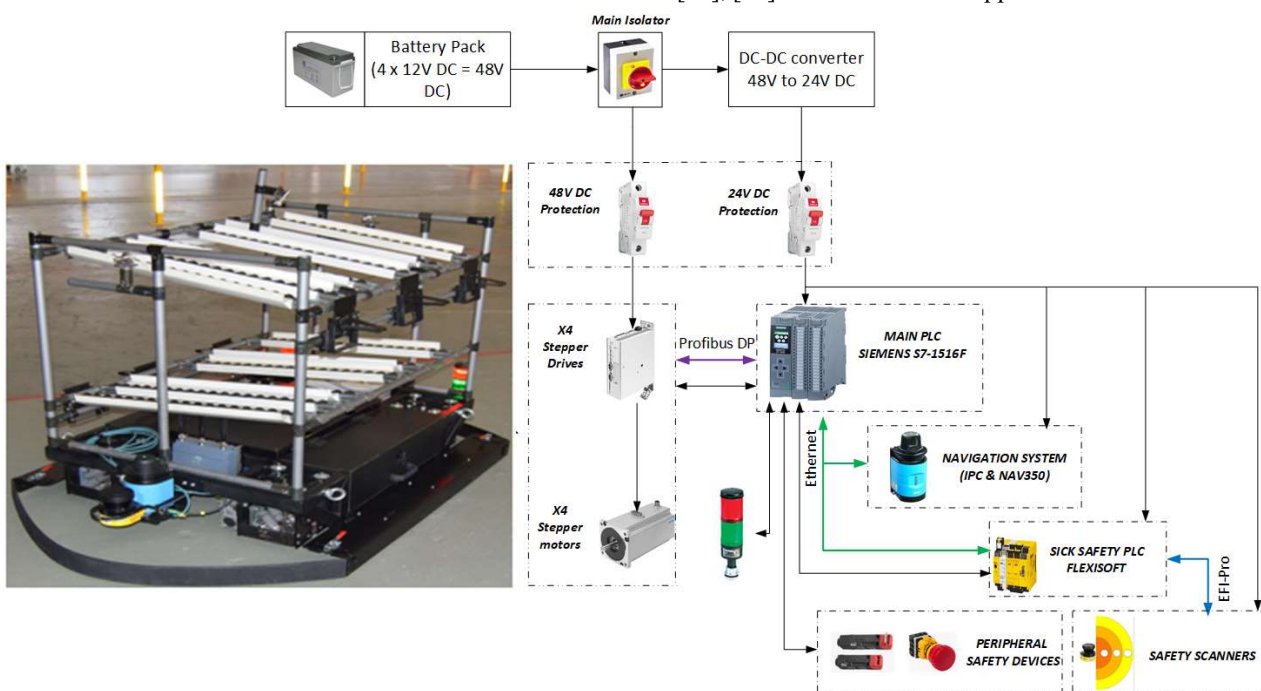 [  ], [  ]
Main Isolator
Battery Pack
(4 x 12V DC = 48V
DC)
DC-DC converter
48V to 24V DC
48V DC
Protection
24V DC
Protection
X4
Stepper
Drives
Profibus DP
MAIN PLC
SIEMENS S7-1516F
Ethernet
NAVIGATION SYSTEM
(IPC & NAV350)
X4
Stepper
motors
SICK SAFETY PLC
FLEXISOFT
EFI-Pro
PERIPHERAL
SAFETY DEVICES
SAFETY SCANNERS